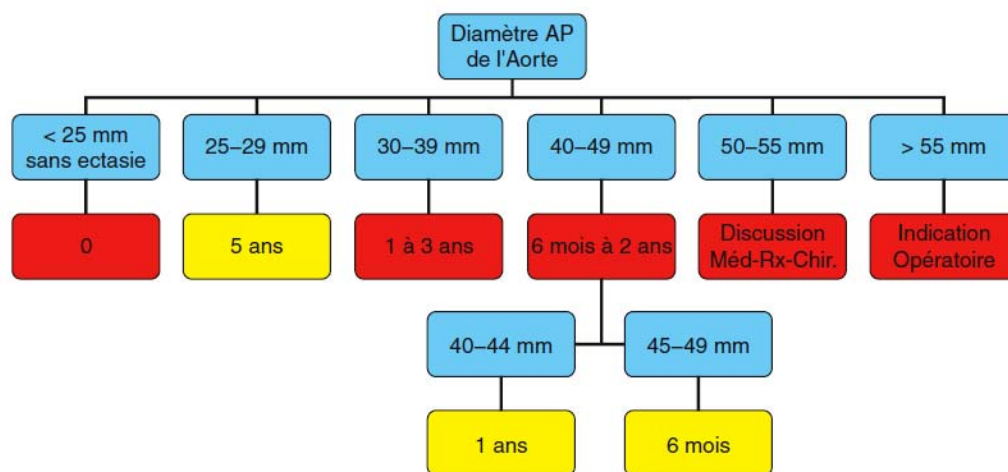 Diamètre AP
de l'Aorte
< 25 mm
sans ectasie
25–29 mm
30–39 mm
40–49 mm
50–55 mm
> 55 mm
0
5 ans
1 à 3 ans
6 mois à 2 ans
Discussion
Méd-Rx-Chir.
Indication
Opératoire
40–44 mm
45–49 mm
1 ans
6 mois